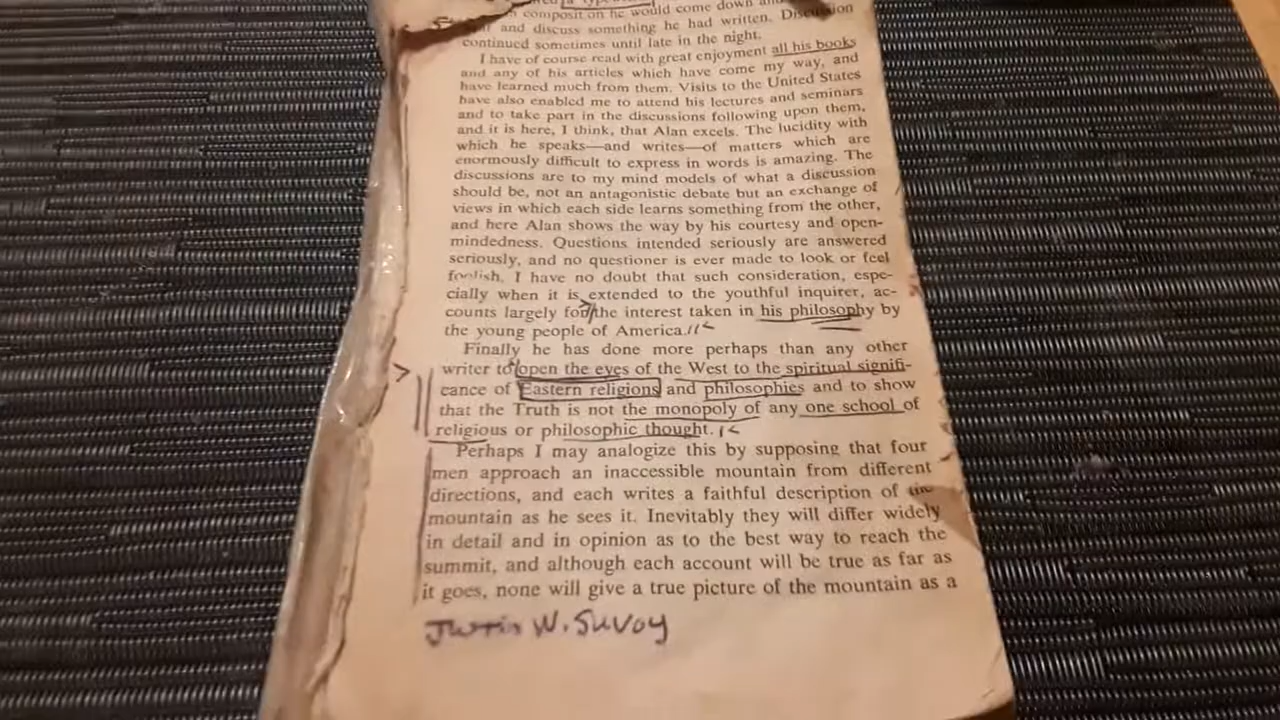 composit on he would come down and
and discuss something he had written. Discussion
continued sometimes until late in the night.
I have of course read with great enjoyment all his books
and any of his articles which have come my way, and
have learned much from them. Visits to the United States
have also enabled me to attend his lectures and seminars
and to take part in the discussions following upon them,
and it is here, I think, that Alan excels. The lucidity with
which he speaks—and writes—of matters which are
enormously difficult to express in words is amazing. The
discussions are to my mind models of what a discussion
should be, not an antagonistic debate but an exchange of
views in which each side learns something from the other,
and here Alan shows the way by his courtesy and open-
mindedness. Questions intended seriously are answered
seriously, and no questioner is ever made to look or feel
foolish. I have no doubt that such consideration, espe-
cially when it is extended to the youthful inquirer, ac-
counts largely for the interest taken in his philosophy by
the young people of America.
Finally he has done more perhaps than any other
writer to open the eyes of the West to the spiritual signifi-
cance of Eastern religions and philosophies and to show
that the Truth is not the monopoly of any one school of
religious or philosophic thought.
Perhaps I may analogize this by supposing that four
men approach an inaccessible mountain from different
directions, and each writes a faithful description of the
mountain as he sees it. Inevitably they will differ widely
in detail and in opinion as to the best way to reach the
summit, and although each account will be true as far as
it goes, none will give a true picture of the mountain as a
W.